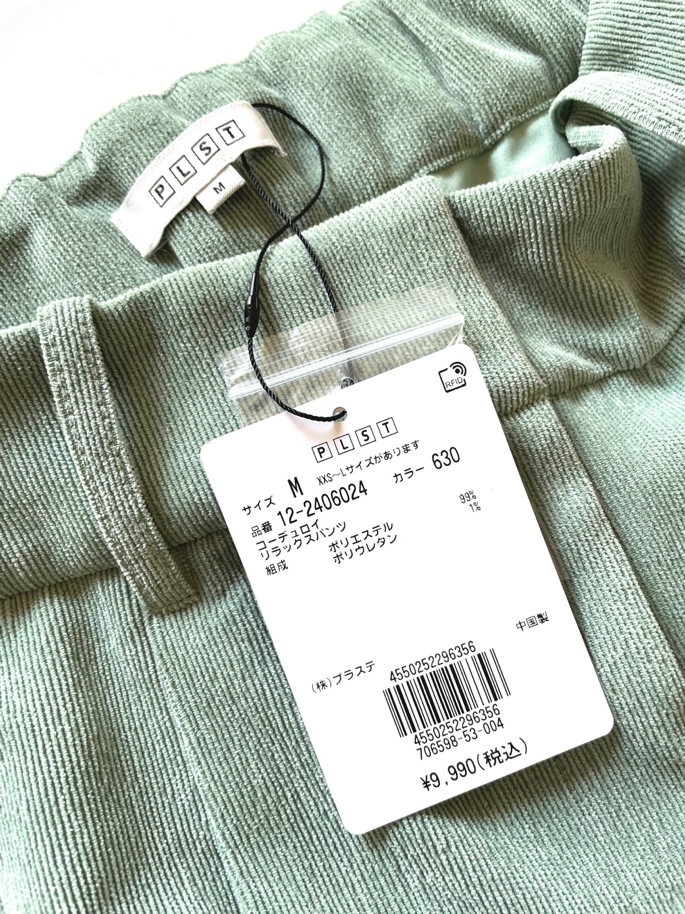 PLST
M
RFID
PLST
サイズ M XXS～Lサイズがあります
品番 12-2406024 カラー 630
コーデュロイ
リラックスパンツ
組成 ポリエステル 99%
ポリウレタン 1%
中国製
(株)プラステ
4550252296356
4550252296356
706598-53-004
¥9,990(税込)